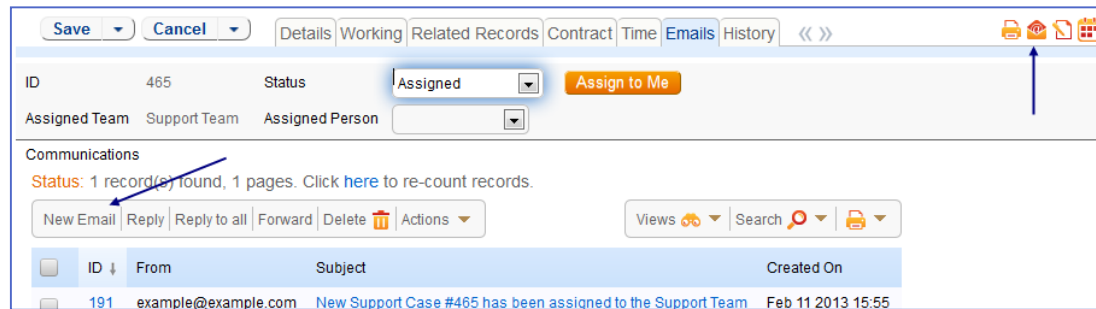 Save Cancel Details Working Related Records Contract Time Emails History
ID 465 Status Assigned Assign to Me
Assigned Team Support Team Assigned Person
Communications
Status: 1 record(s) found, 1 pages. Click here to re-count records.
New Email Reply Reply to all Forward Delete Actions Views Search
ID From Subject Created On
191 example@example.com New Support Case #465 has been assigned to the Support Team Feb 11 2013 15:55